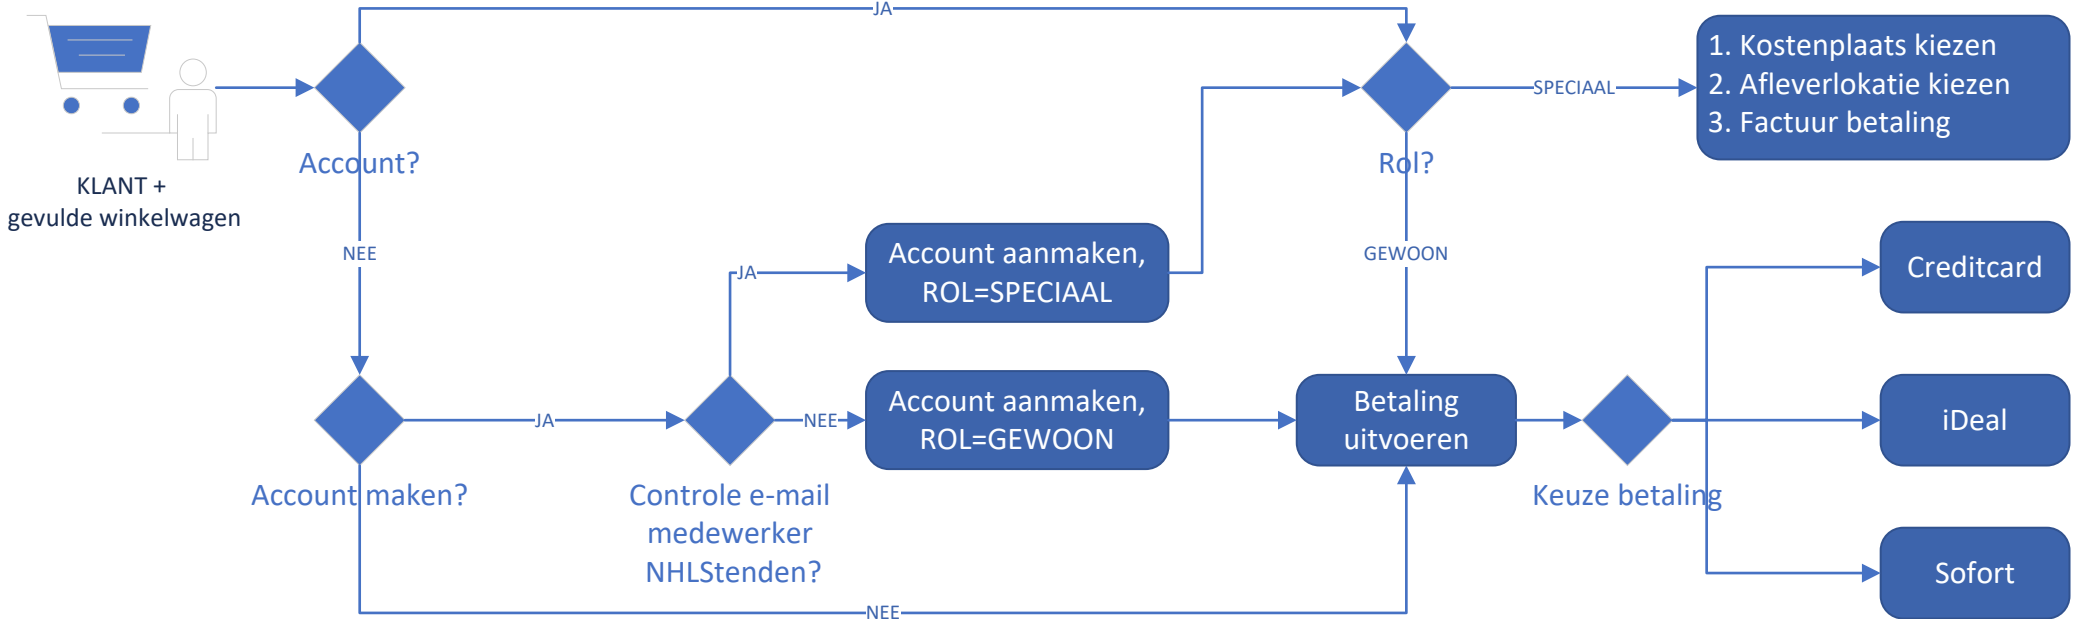 JA
1. Kostenplaats kiezen
2. Afleverlokatie kiezen
3. Factuur betaling
SPECIAAL
Account?
Rol?
KLANT +
gevulde winkelwagen
NEE
GEWOON
Account aanmaken,
ROL=SPECIAAL
JA
Creditcard
Account aanmaken,
ROL=GEWOON
JA
NEE
Betaling
uitvoeren
iDeal
Account maken?
Controle e-mail
medewerker
NHLStenden?
Keuze betaling
Sofort
NEE